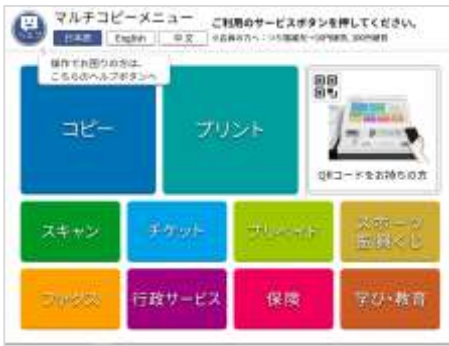 マルチコピーメニュー
ご利用のサービスボタンを押してください。
ヘルプ
日本語
English
中文
操作でお困りの方は、
こちらのヘルプボタンへ
コピー
プリント
QRコードをお持ちの方
スキャン
チケット
プリペイド
スポーツ
振興くじ
ファックス
行政サービス
保険
学び・教育